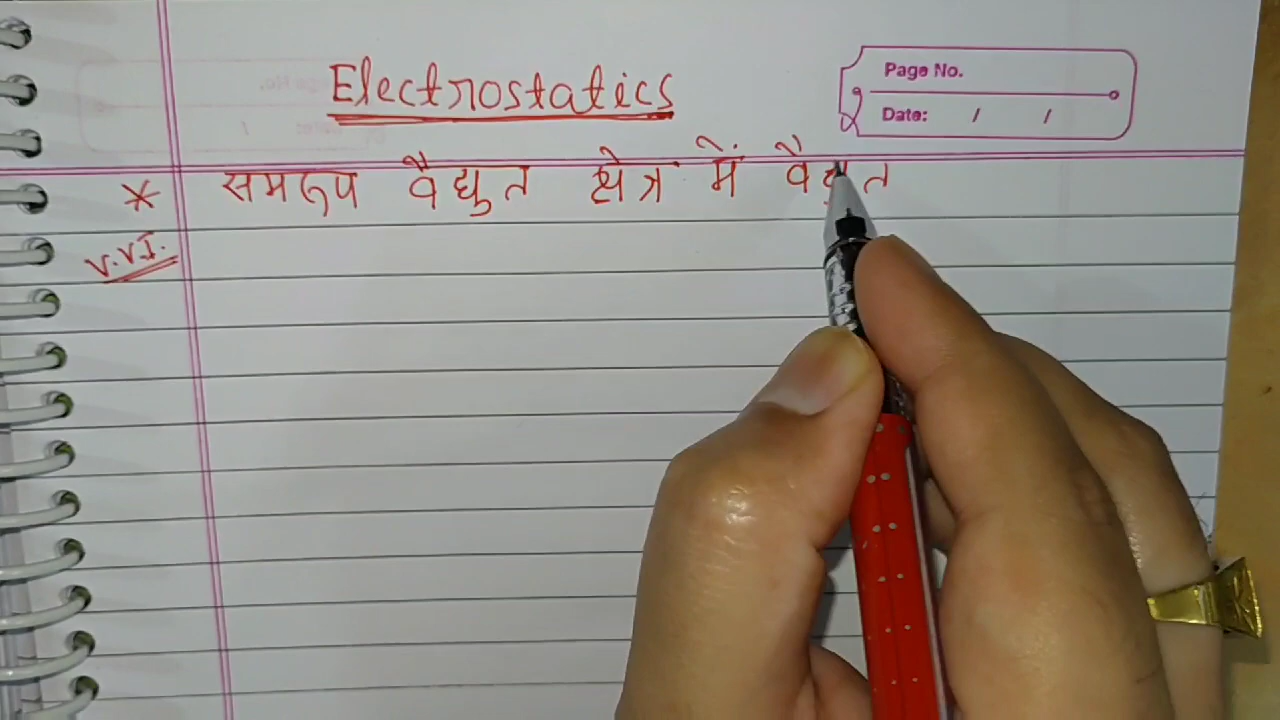 Electrostatics
Page No.
Date: / /
* समरूप वैद्युत क्षेत्र में वैद्युत
V.V.I.